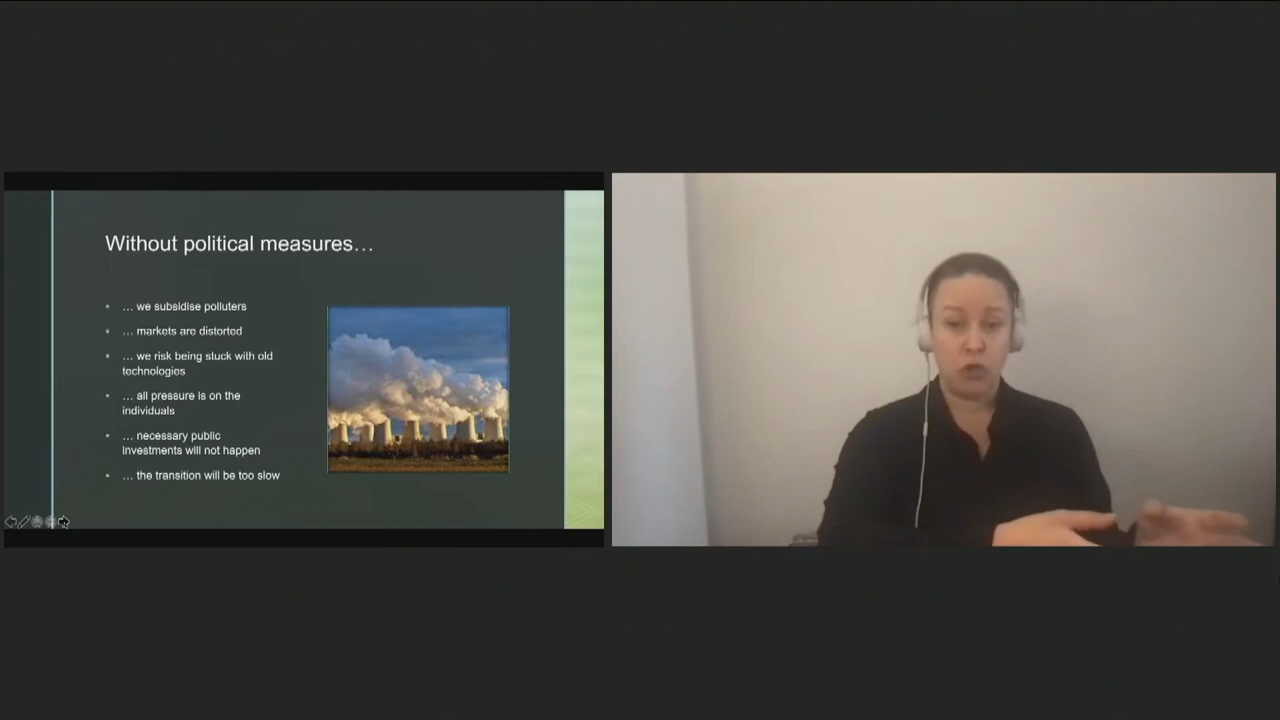 Without political measures…
… we subsidise polluters
… markets are distorted
… we risk being stuck with old
technologies
… all pressure is on the
individuals
… necessary public
investments will not happen
… the transition will be too slow